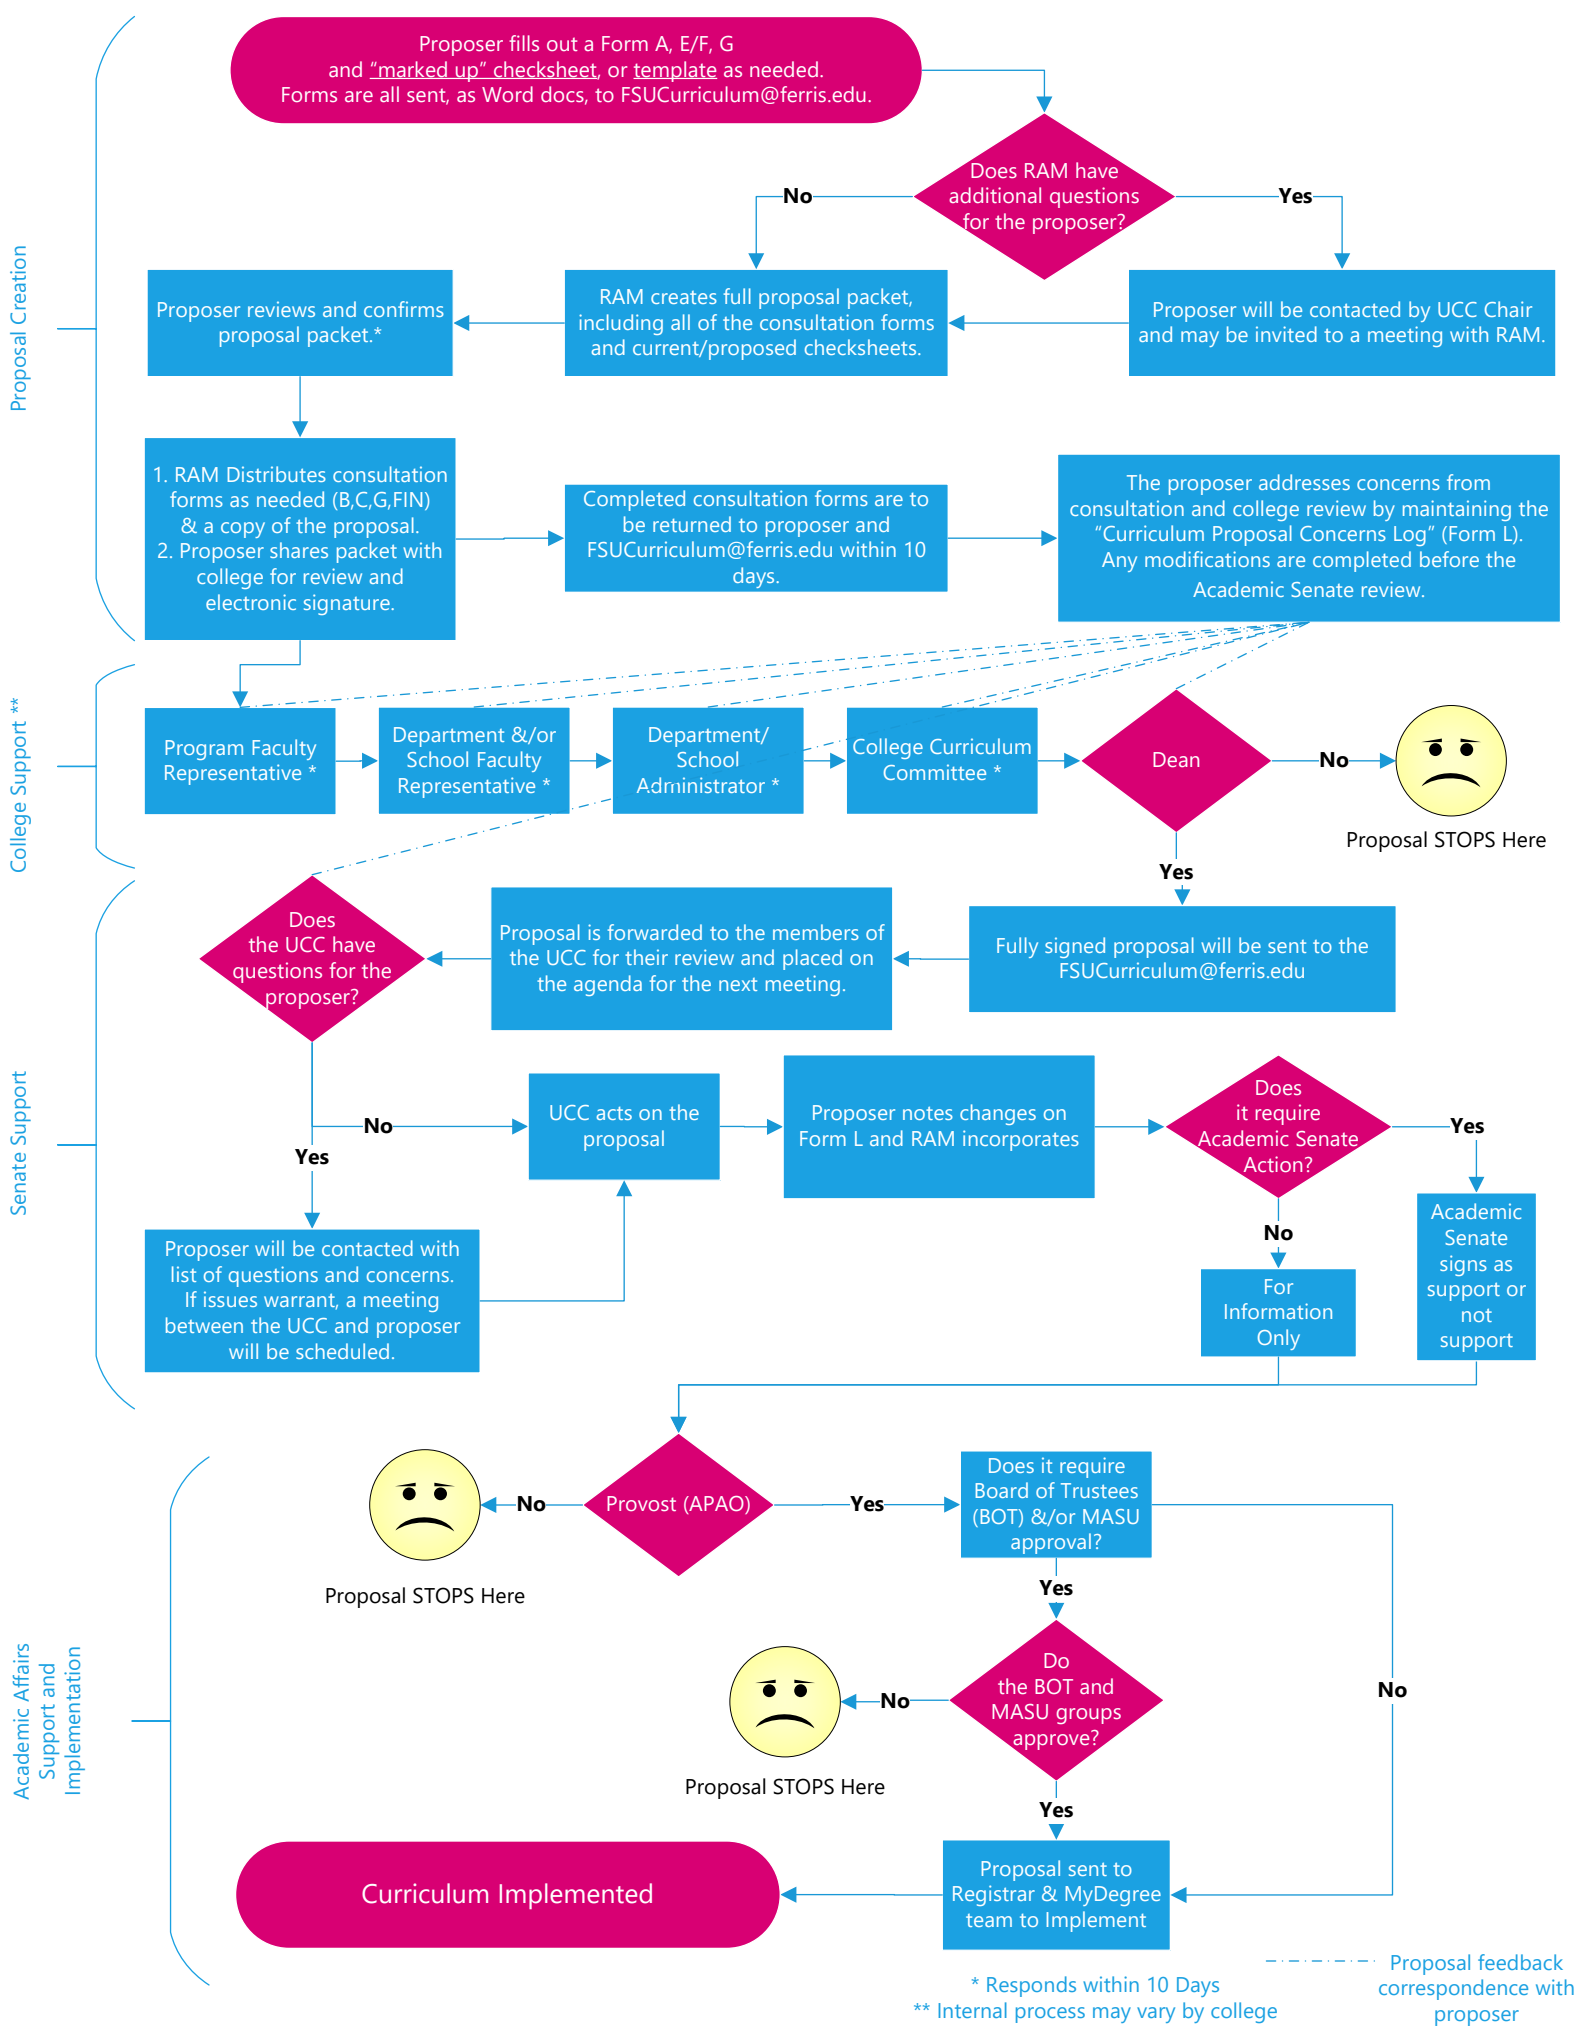 Proposer fills out a Form A, E/F, G
and “marked up” checksheet, or template as needed.
Forms are all sent, as Word docs, to FSUCurriculum@ferris.edu.
Does RAM have
additional questions
for the proposer?
No
Yes
Proposal Creation
Proposer reviews and confirms
proposal packet.*
RAM creates full proposal packet,
including all of the consultation forms
and current/proposed checksheets.
Proposer will be contacted by UCC Chair
and may be invited to a meeting with RAM.
1. RAM Distributes consultation
forms as needed (B,C,G,FIN)
& a copy of the proposal.
2. Proposer shares packet with
college for review and
electronic signature.
Completed consultation forms are to
be returned to proposer and
FSUCurriculum@ferris.edu within 10
days.
The proposer addresses concerns from
consultation and college review by maintaining the
“Curriculum Proposal Concerns Log” (Form L).
Any modifications are completed before the
Academic Senate review.
College Support **
Program Faculty
Representative *
Department &/or
School Faculty
Representative *
Department/
School
Administrator *
College Curriculum
Committee *
Dean
No
Proposal STOPS Here
Yes
Senate Support
Does
the UCC have
questions for the
proposer?
Proposal is forwarded to the members of
the UCC for their review and placed on
the agenda for the next meeting.
Fully signed proposal will be sent to the
FSUCurriculum@ferris.edu
No
Yes
UCC acts on the
proposal
Proposer notes changes on
Form L and RAM incorporates
Does
it require
Academic Senate
Action?
Yes
No
Proposer will be contacted with
list of questions and concerns.
If issues warrant, a meeting
between the UCC and proposer
will be scheduled.
For
Information
Only
Academic
Senate
signs as
support or
not
support
Academic Affairs
Support and
Implementation
Proposal STOPS Here
No
Provost (APAO)
Yes
Does it require
Board of Trustees
(BOT) &/or MASU
approval?
Yes
No
Do
the BOT and
MASU groups
approve?
No
Proposal STOPS Here
Yes
Curriculum Implemented
Proposal sent to
Registrar & MyDegree
team to Implement
Proposal feedback
correspondence with
proposer
* Responds within 10 Days
** Internal process may vary by college